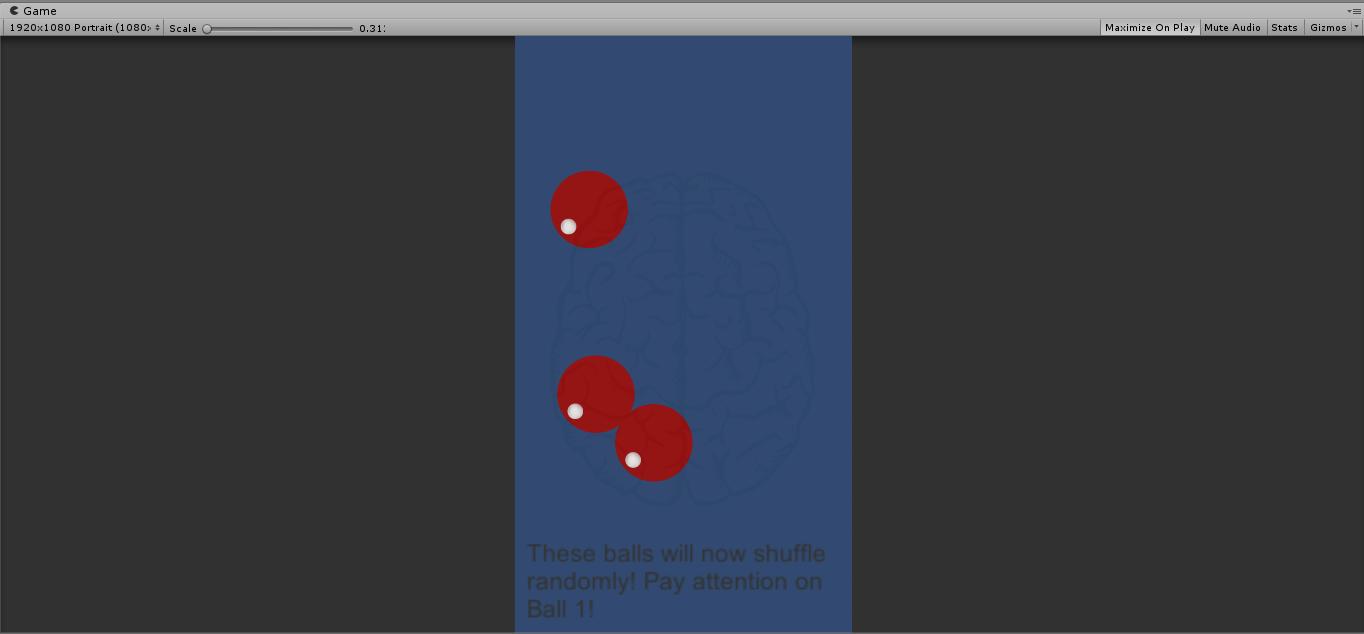 Game
1920x1080 Portrait (1080x Scale 0.31 Maximize On Play Mute Audio Stats Gizmos
These balls will now shuffle
randomly! Pay attention on
Ball 1!